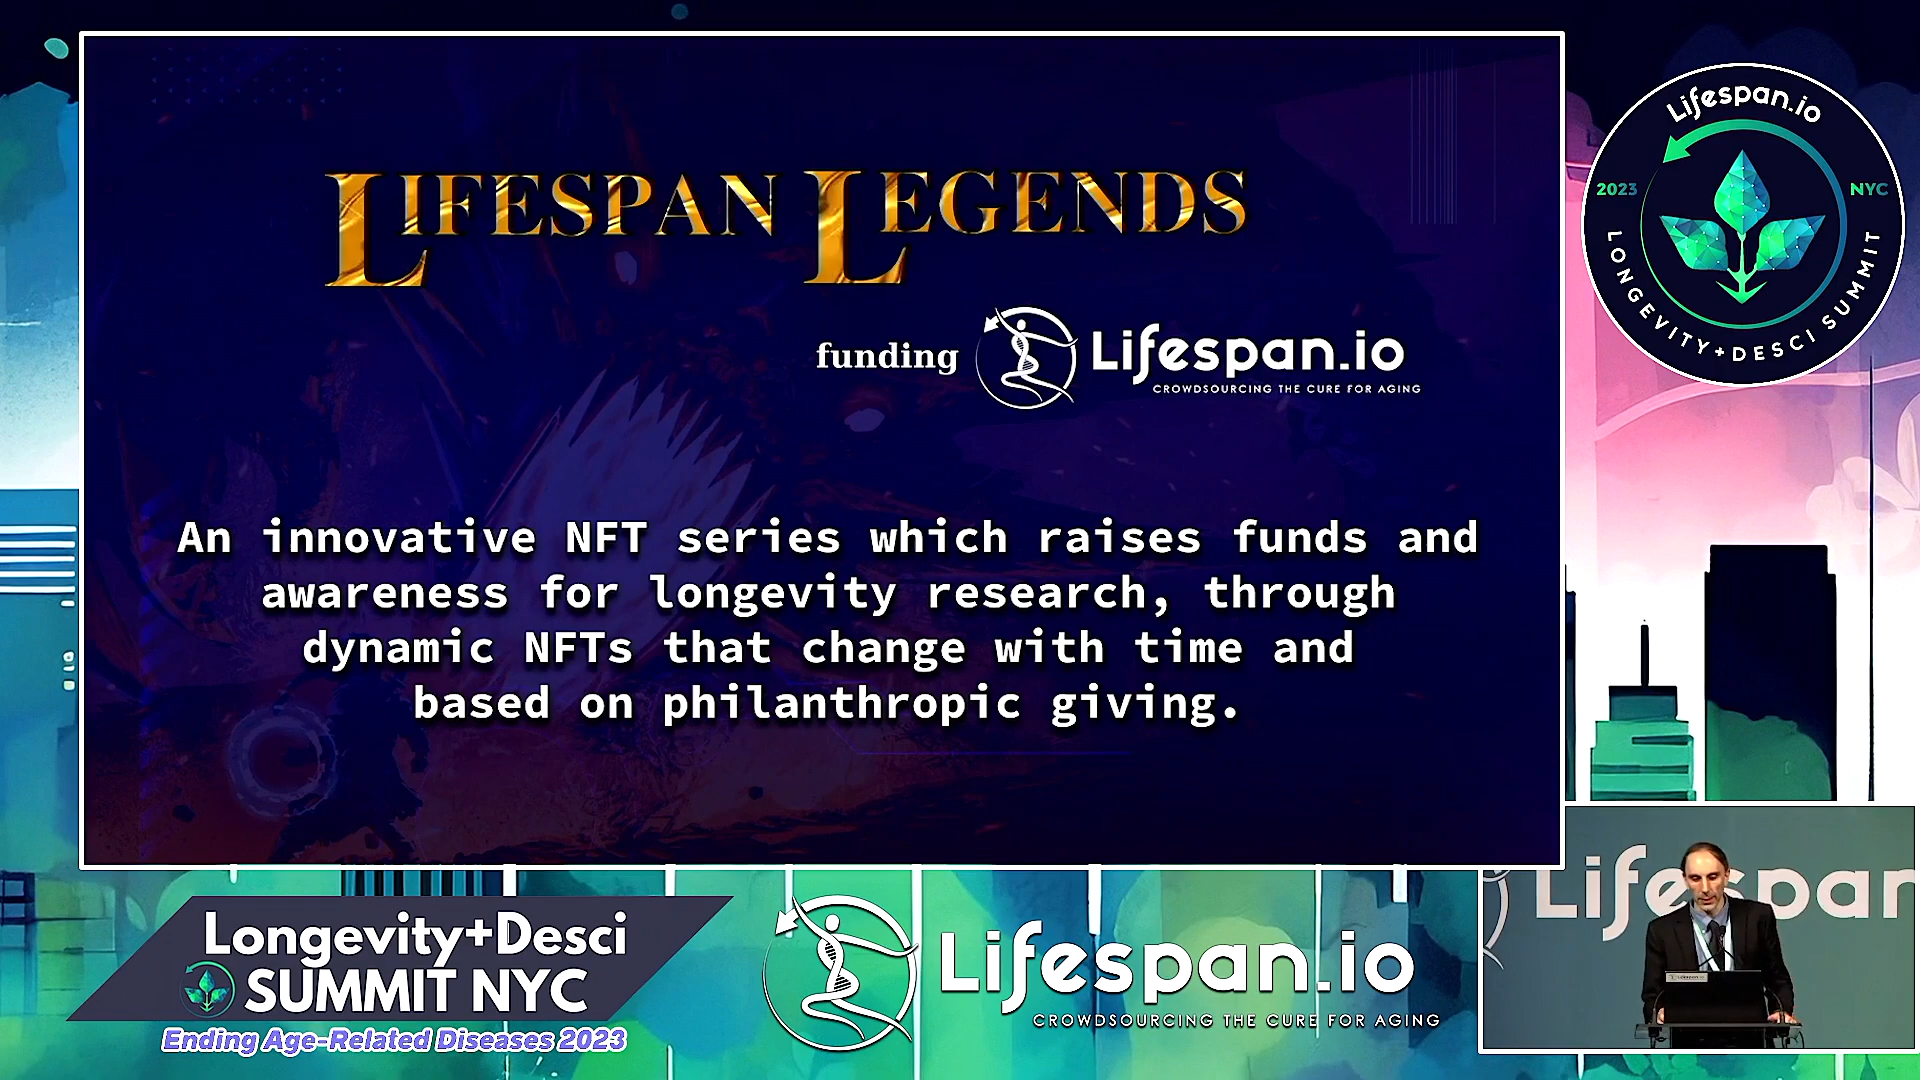 LIFESPAN LEGENDS
funding Lifespan.io
CROWDSOURCING THE CURE FOR AGING
An innovative NFT series which raises funds and
awareness for longevity research, through
dynamic NFTs that change with time and
based on philanthropic giving.
Lifespan.io
2023 NYC
LONGEVITY+DESCI SUMMIT
Longevity+Desci
SUMMIT NYC
Ending Age-Related Diseases 2023
Lifespan.io
CROWDSOURCING THE CURE FOR AGING
Lifespan